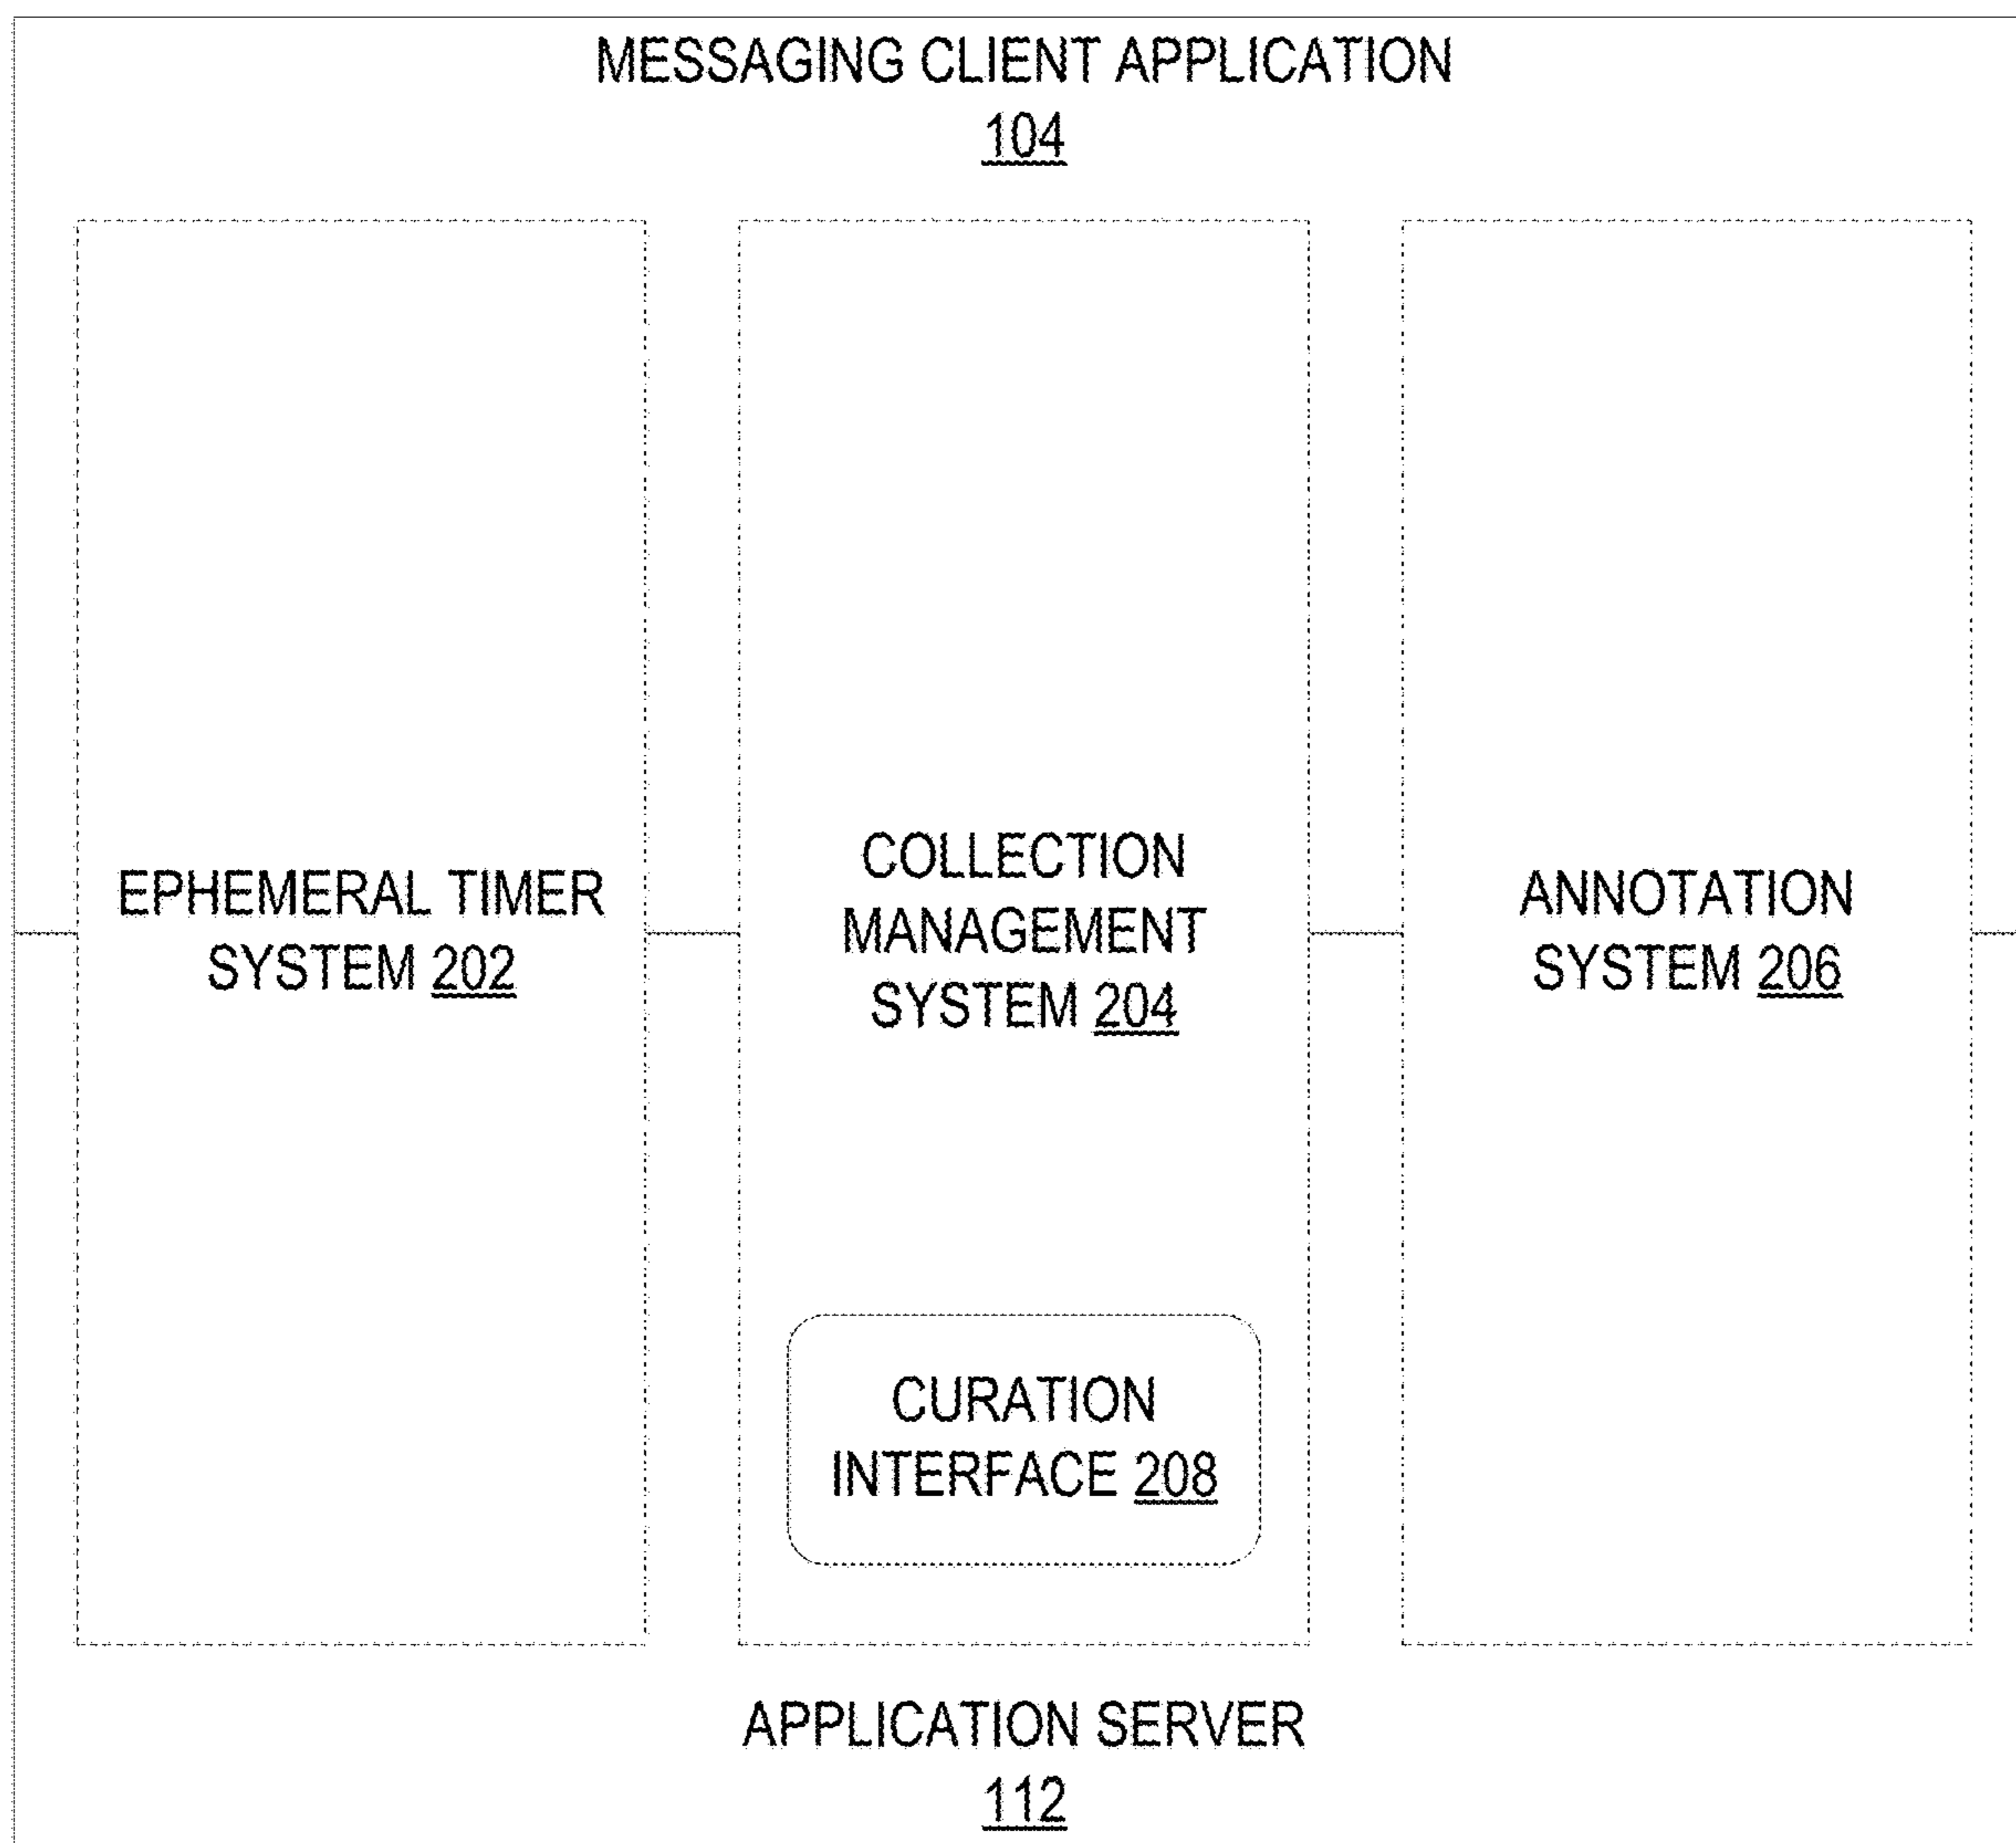 MESSAGING CLIENT APPLICATION
104
EPHEMERAL TIMER
SYSTEM 202
COLLECTION
MANAGEMENT
SYSTEM 204
CURATION
INTERFACE 208
ANNOTATION
SYSTEM 206
APPLICATION SERVER
112